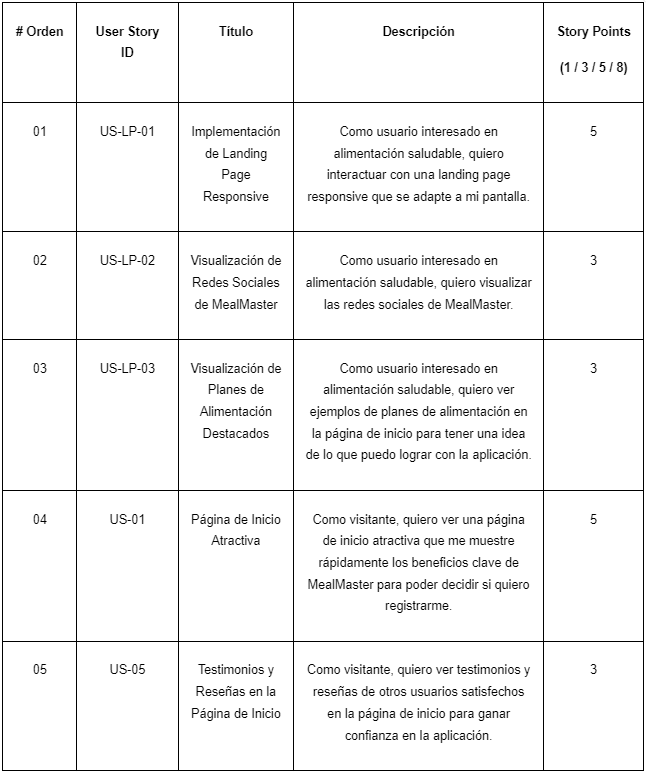 # Orden
User Story
ID
Título
Descripción
Story Points
(1 / 3 / 5 / 8)
01
US-LP-01
Implementación
de Landing
Page
Responsive
Como usuario interesado en
alimentación saludable, quiero
interactuar con una landing page
responsive que se adapte a mi pantalla.
5
02
US-LP-02
Visualización de
Redes Sociales
de MealMaster
Como usuario interesado en
alimentación saludable, quiero visualizar
las redes sociales de MealMaster.
3
03
US-LP-03
Visualización de
Planes de
Alimentación
Destacados
Como usuario interesado en
alimentación saludable, quiero ver
ejemplos de planes de alimentación en
la página de inicio para tener una idea
de lo que puedo lograr con la aplicación.
3
04
US-01
Página de Inicio
Atractiva
Como visitante, quiero ver una página
de inicio atractiva que me muestre
rápidamente los beneficios clave de
MealMaster para poder decidir si quiero
registrarme.
5
05
US-05
Testimonios y
Reseñas en la
Página de Inicio
Como visitante, quiero ver testimonios y
reseñas de otros usuarios satisfechos
en la página de inicio para ganar
confianza en la aplicación.
3